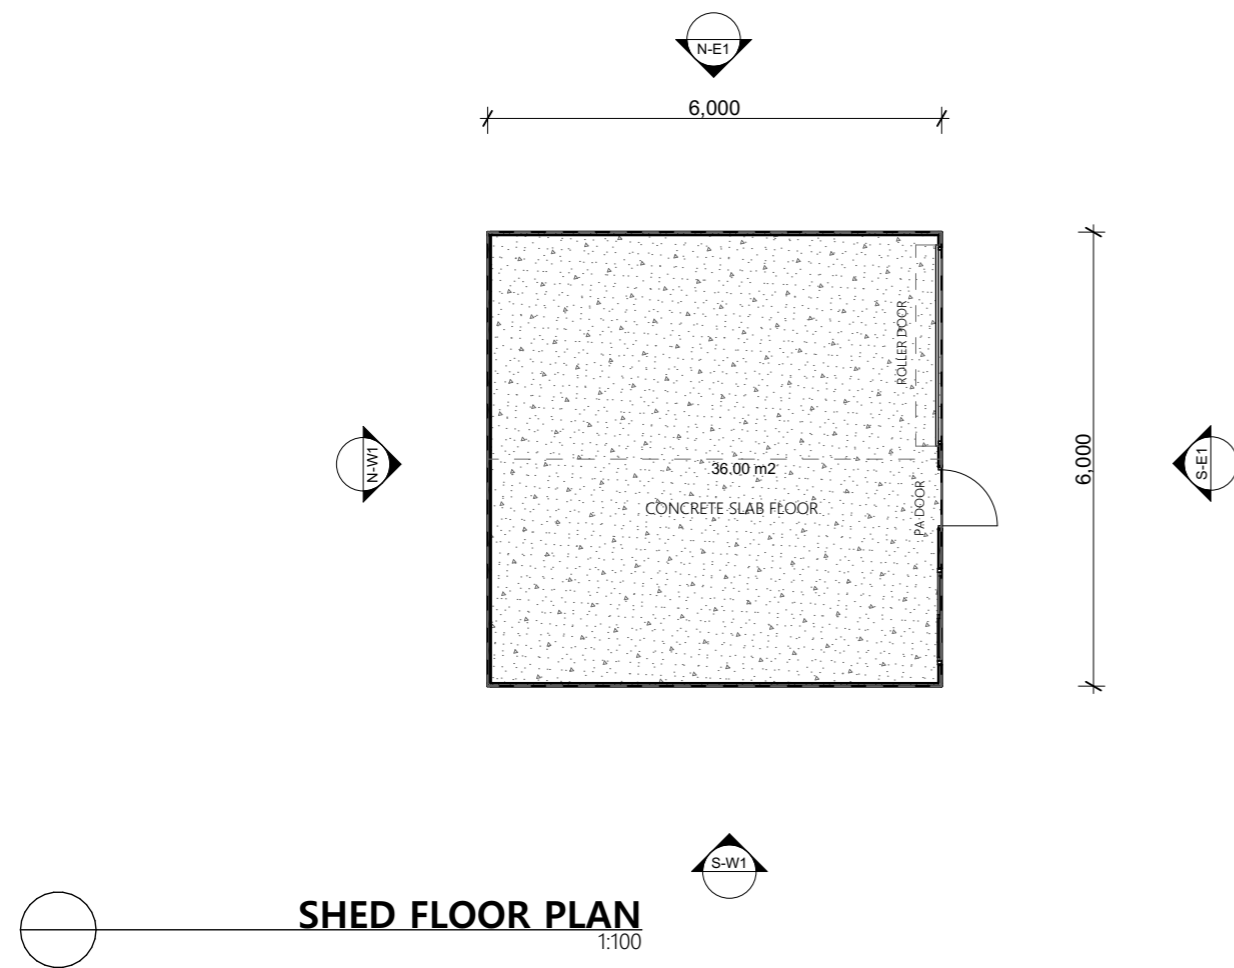 N-E1
6,000
ROLLER DOOR
N-W1
S-E1
6,000
36.00 m2
PA DOOR
CONCRETE SLAB FLOOR
S-W1
SHED FLOOR PLAN
1:100